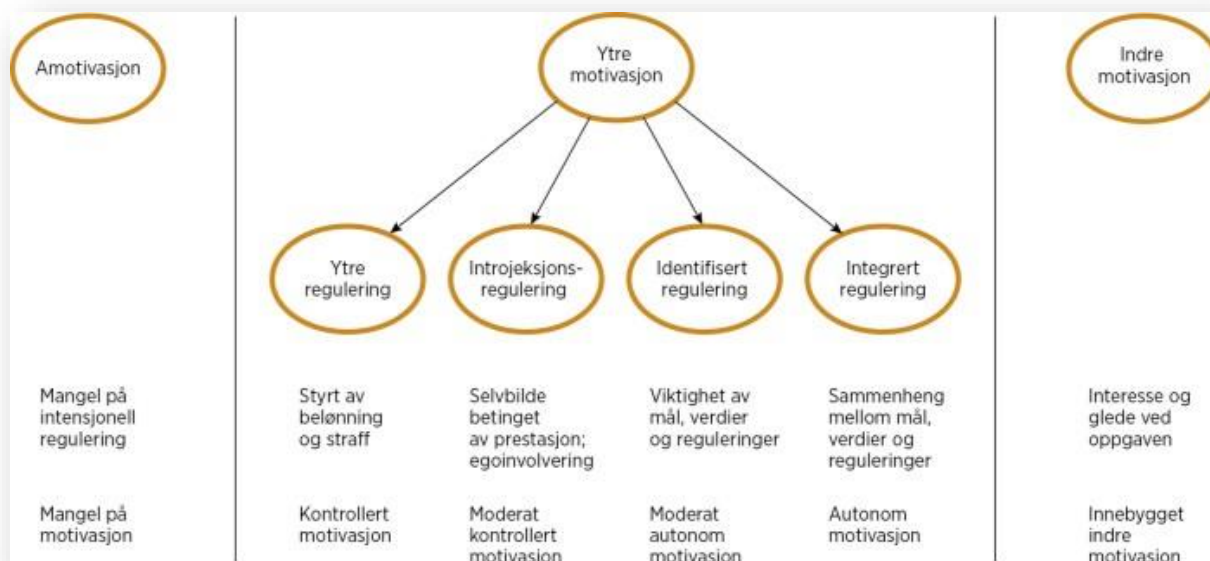 Amotivasjon
Ytre
motivasjon
Indre
motivasjon
Ytre
regulering
Introjeksjons-
regulering
Identifisert
regulering
Integrert
regulering
Mangel på
intensjonell
regulering
Styrt av
belønning
og straff
Selvbilde
betinget
av prestasjon;
egoinvolvering
Viktighet av
mål, verdier
og reguleringer
Sammenheng
mellom mål,
verdier og
reguleringer
Interesse og
glede ved
oppgaven
Mangel på
motivasjon
Kontrollert
motivasjon
Moderat
kontrollert
motivasjon
Moderat
autonom
motivasjon
Autonom
motivasjon
Innebygget
indre
motivasjon